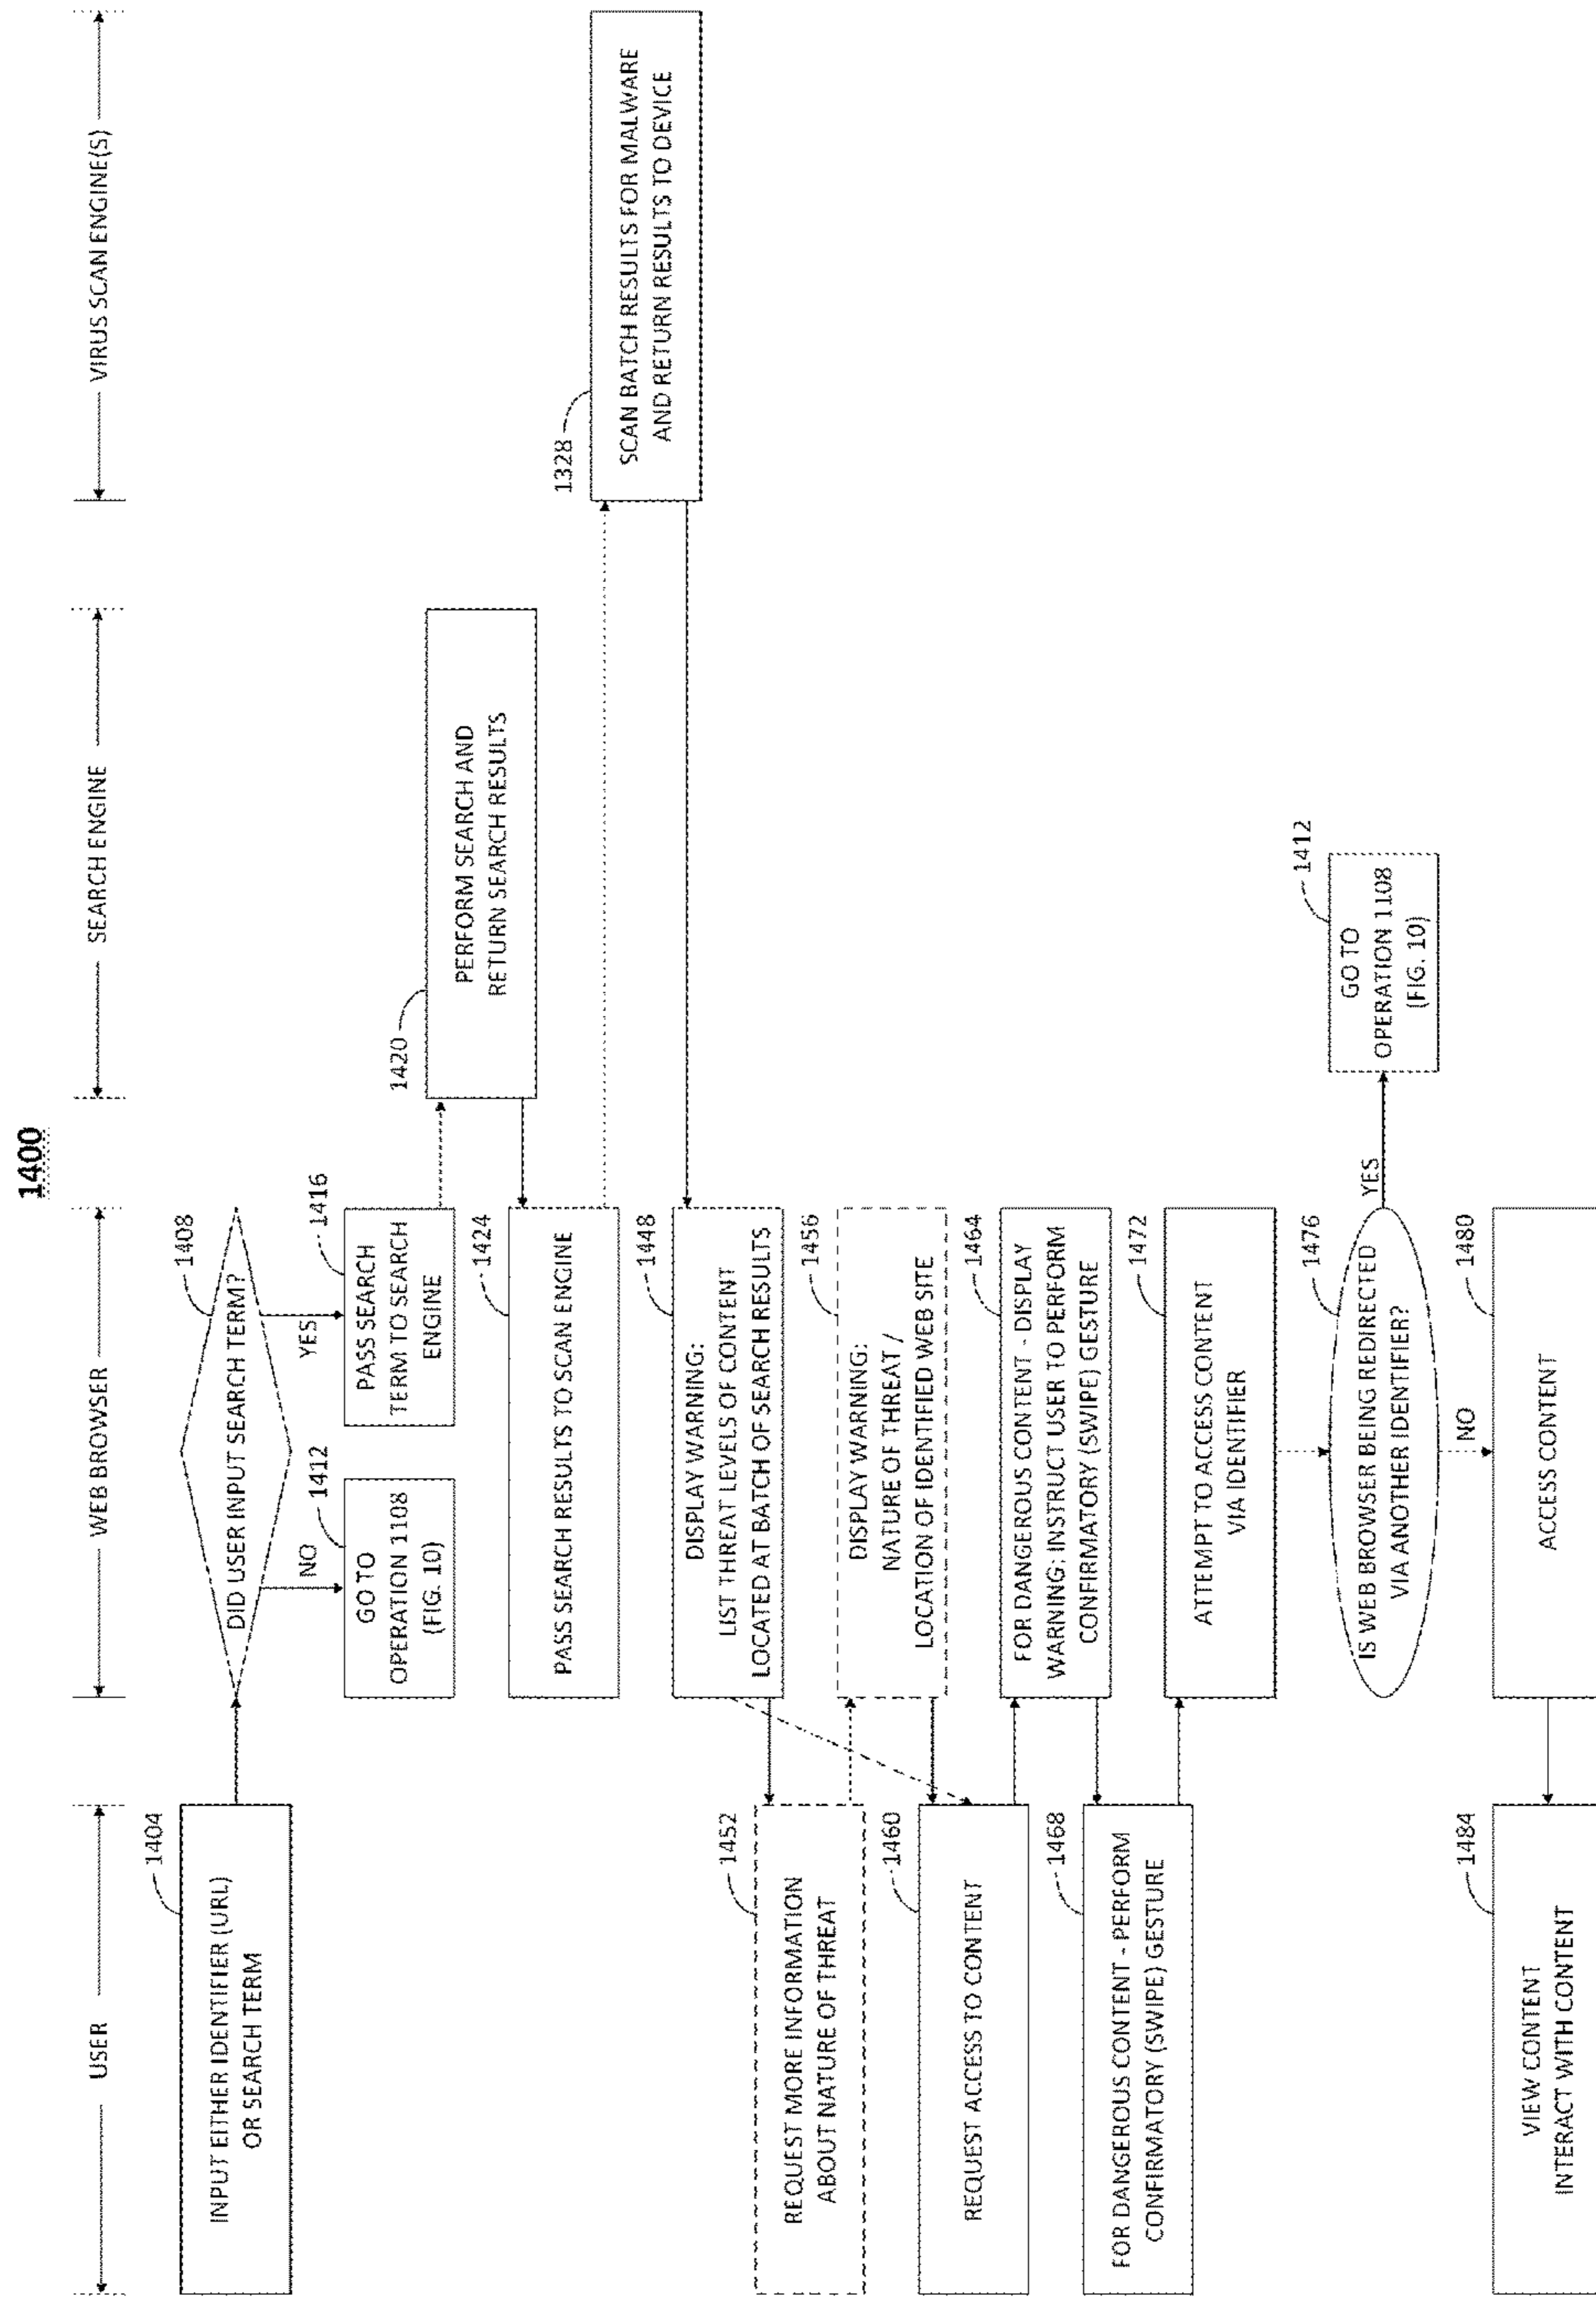 1400
USER
WEB BROWSER
SEARCH ENGINE
VIRUS SCAN ENGINE(S)
1404
INPUT EITHER IDENTIFIER (URL)
OR SEARCH TERM
1408
DID USER INPUT SEARCH TERM?
NO
YES
1412
GO TO
OPERATION 1108
(FIG. 10)
1416
PASS SEARCH
TERM TO SEARCH
ENGINE
1420
PERFORM SEARCH AND
RETURN SEARCH RESULTS
1424
PASS SEARCH RESULTS TO SCAN ENGINE
1328
SCAN BATCH RESULTS FOR MALWARE
AND RETURN RESULTS TO DEVICE
1448
DISPLAY WARNING:
LIST THREAT LEVELS OF CONTENT
LOCATED AT BATCH OF SEARCH RESULTS
1452
REQUEST MORE INFORMATION
ABOUT NATURE OF THREAT
1456
DISPLAY WARNING:
NATURE OF THREAT /
LOCATION OF IDENTIFIED WEB SITE
1460
REQUEST ACCESS TO CONTENT
1464
FOR DANGEROUS CONTENT - DISPLAY
WARNING: INSTRUCT USER TO PERFORM
CONFIRMATORY (SWIPE) GESTURE
1468
FOR DANGEROUS CONTENT - PERFORM
CONFIRMATORY (SWIPE) GESTURE
1472
ATTEMPT TO ACCESS CONTENT
VIA IDENTIFIER
1476
IS WEB BROWSER BEING REDIRECTED
VIA ANOTHER IDENTIFIER?
YES
1412
GO TO
OPERATION 1108
(FIG. 10)
NO
1480
ACCESS CONTENT
1484
VIEW CONTENT
INTERACT WITH CONTENT